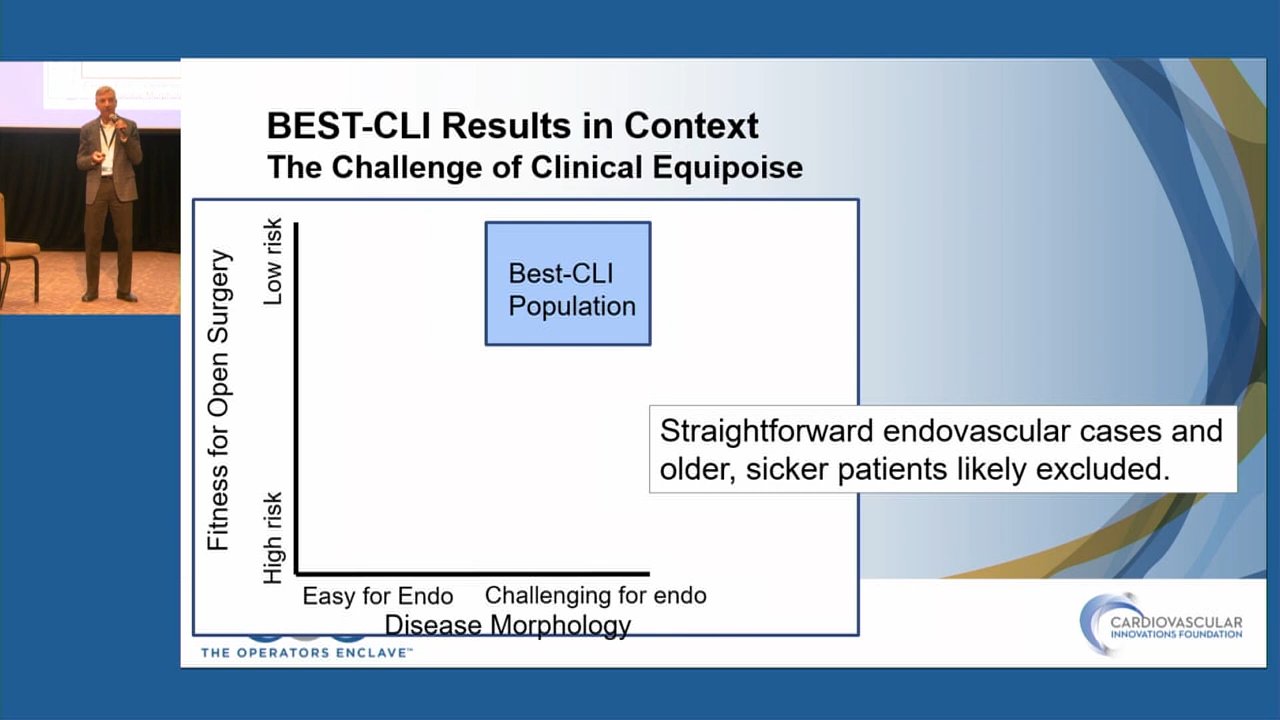 BEST-CLI Results in Context
The Challenge of Clinical Equipoise
Fitness for Open Surgery
Low risk
High risk
Best-CLI
Population
Straightforward endovascular cases and
older, sicker patients likely excluded.
Easy for Endo
Challenging for endo
Disease Morphology
THE OPERATORS ENCLAVE™
CARDIOVASCULAR
INNOVATIONS FOUNDATION